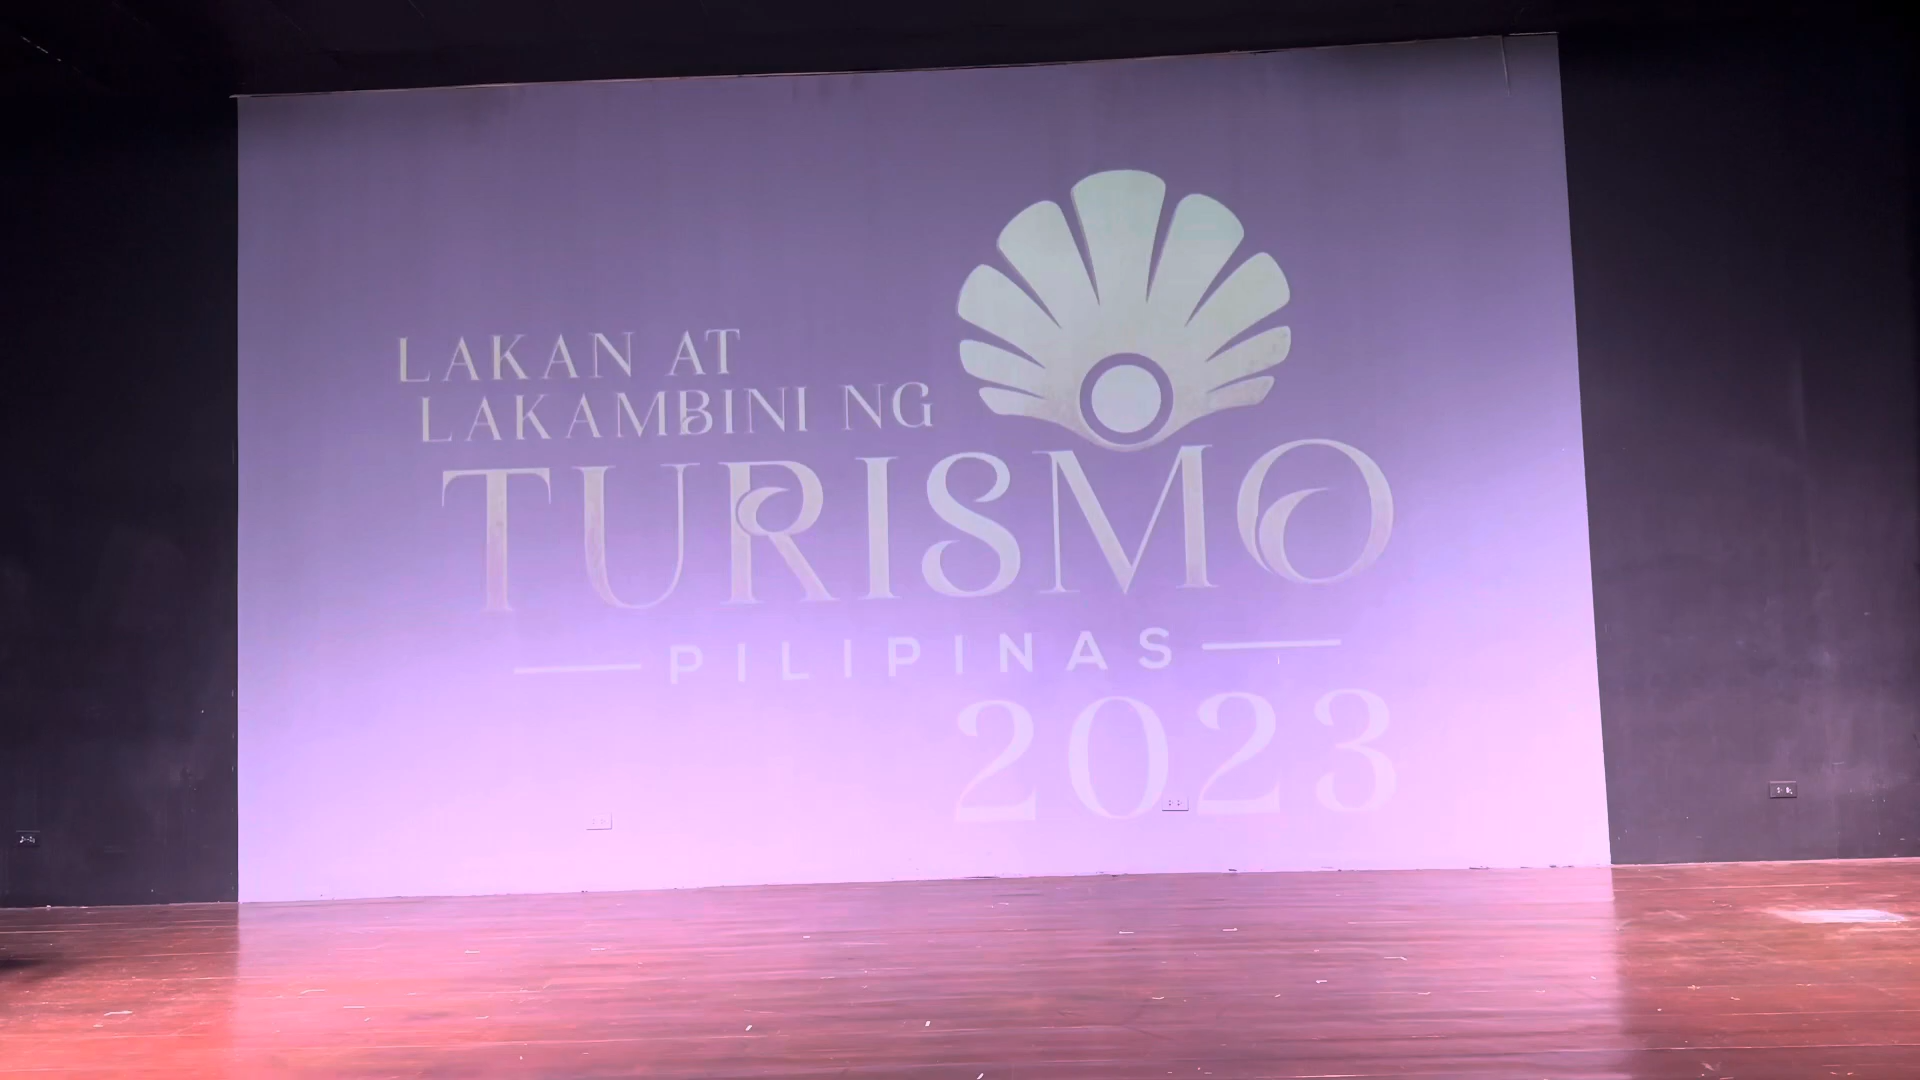 LAKAN AT
LAKAMBINI NG
TURISMO
PILIPINAS
2023